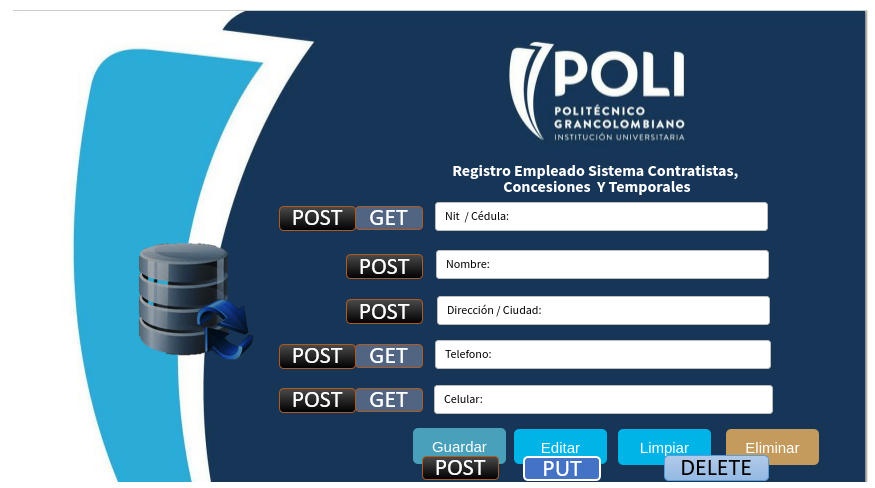 POLI
POLITÉCNICO
GRANCOLOMBIANO
INSTITUCIÓN UNIVERSITARIA
Registro Empleado Sistema Contratistas,
Concesiones Y Temporales
POST GET Nit / Cédula:
POST Nombre:
POST Dirección / Ciudad:
POST GET Telefono:
POST GET Celular:
Guardar Editar Limpiar Eliminar
POST PUT DELETE